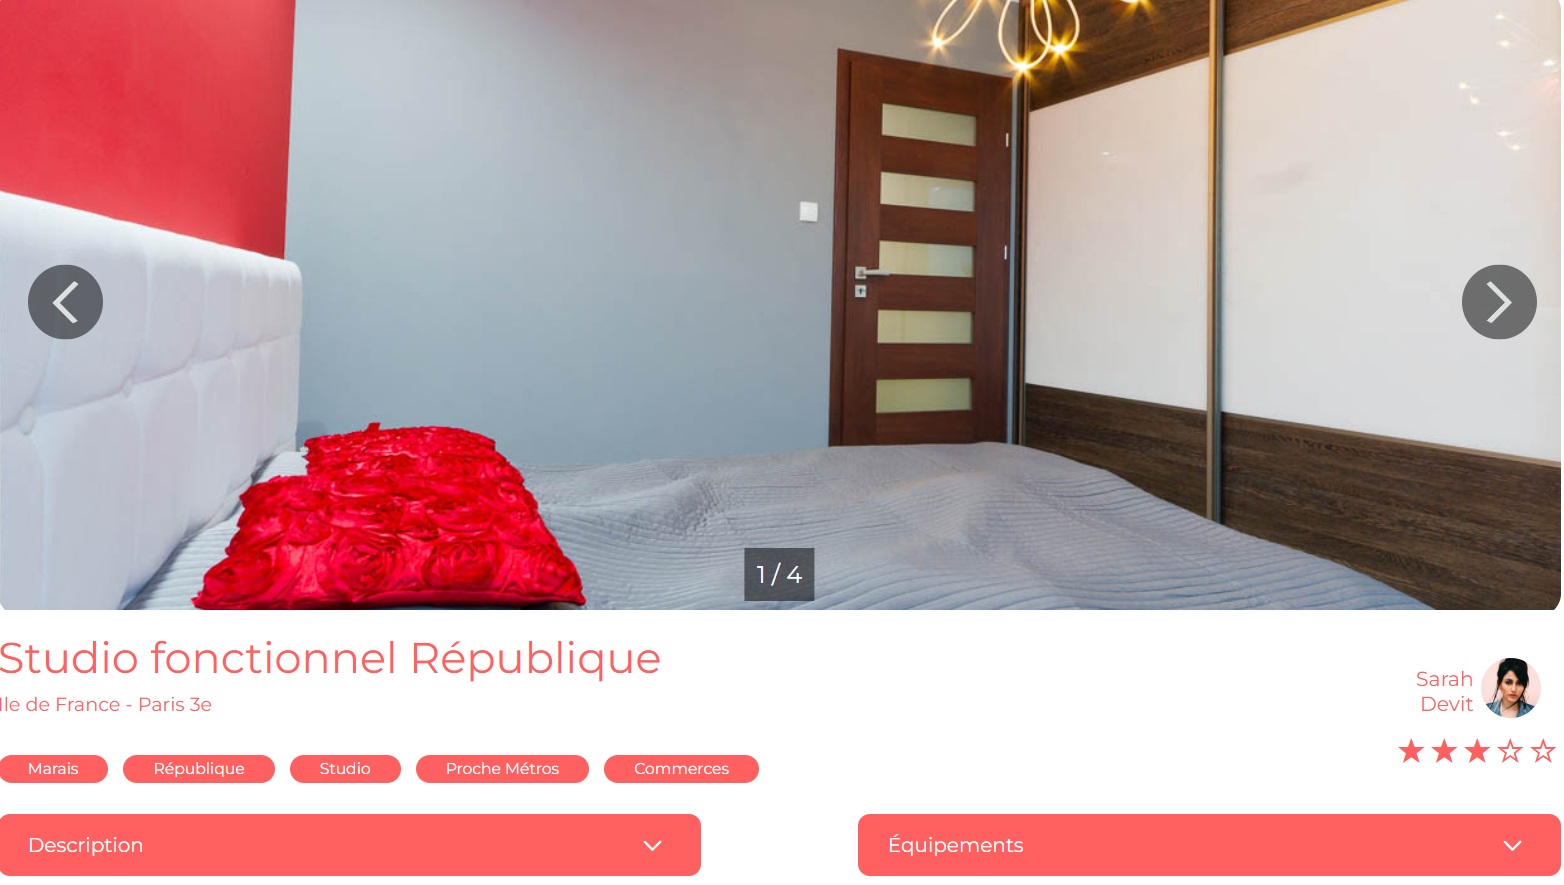 1 / 4
Studio fonctionnel République
Ile de France - Paris 3e
Sarah
Devit
Marais
République
Studio
Proche Métros
Commerces
Description
Équipements